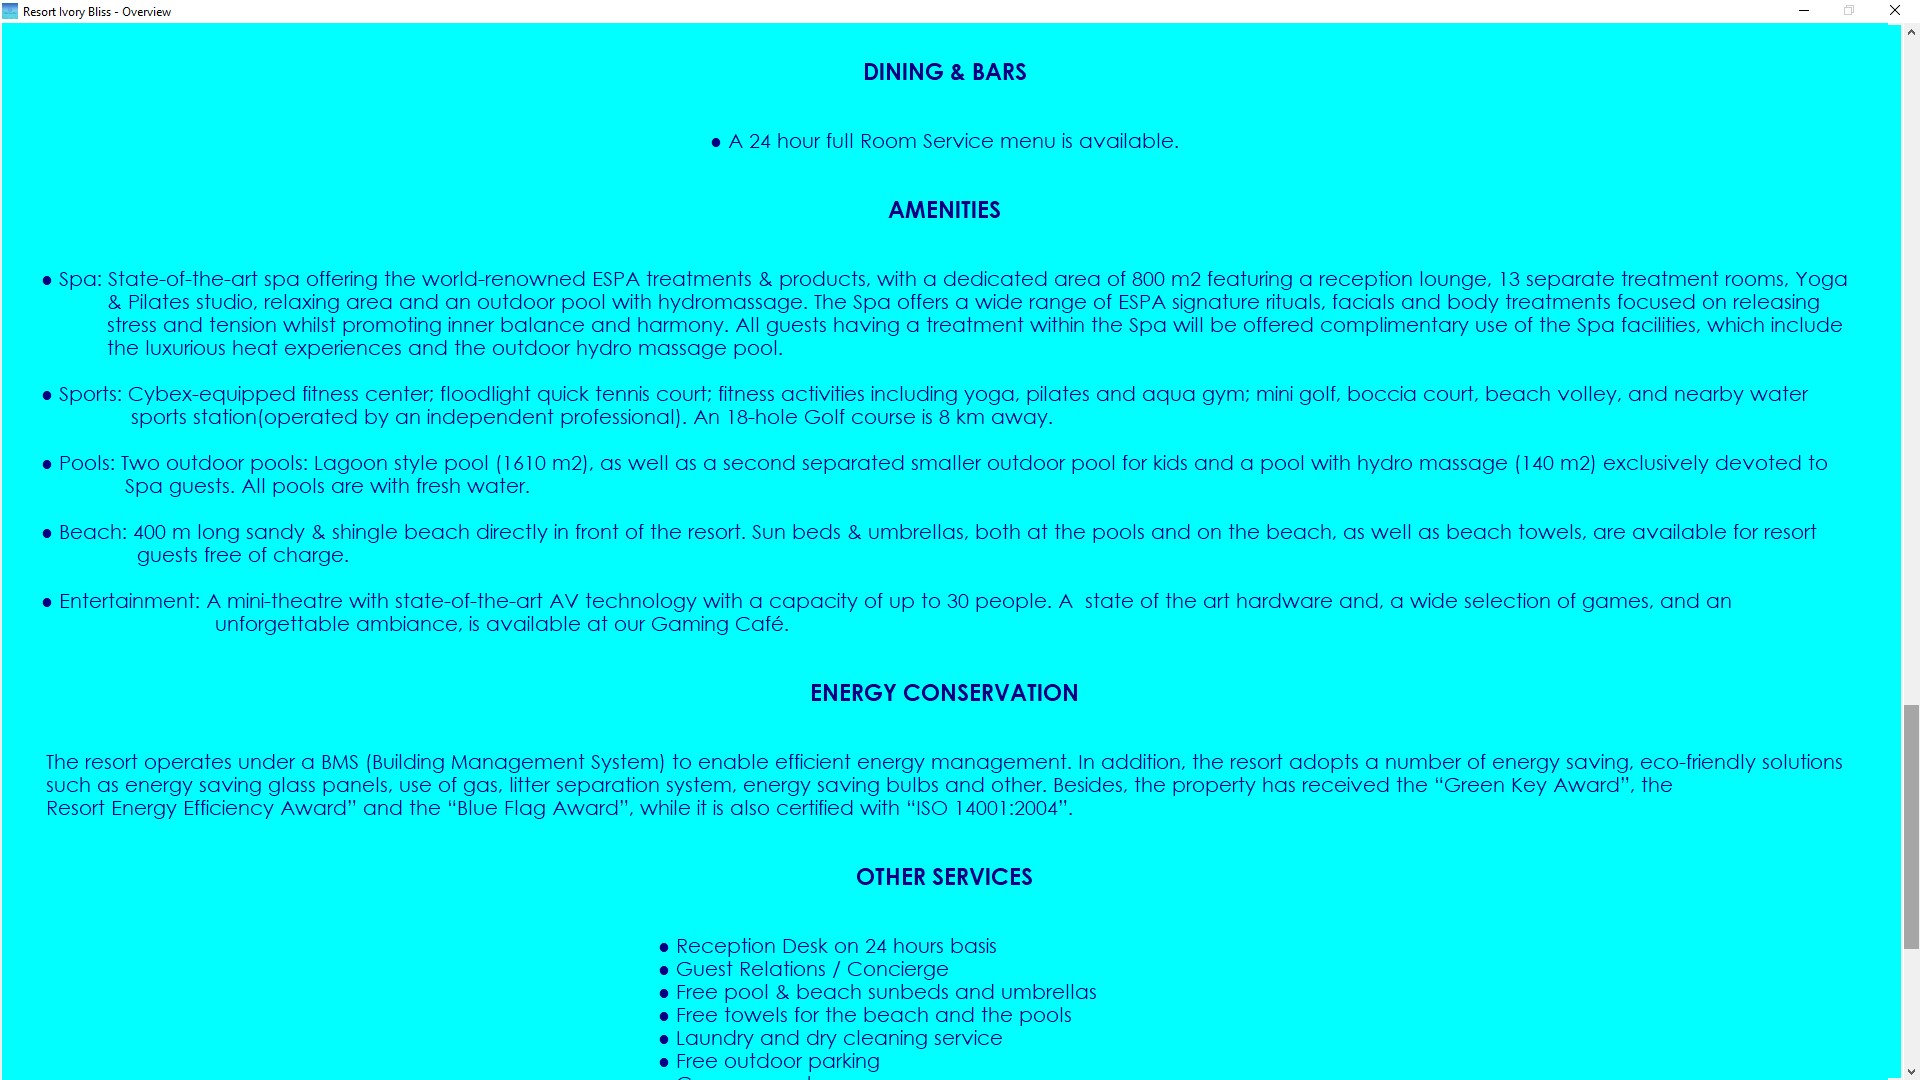 Resort Ivory Bliss - Overview
DINING & BARS
● A 24 hour full Room Service menu is available.
AMENITIES
● Spa: State-of-the-art spa offering the world-renowned ESPA treatments & products, with a dedicated area of 800 m2 featuring a reception lounge, 13 separate treatment rooms, Yoga
& Pilates studio, relaxing area and an outdoor pool with hydromassage. The Spa offers a wide range of ESPA signature rituals, facials and body treatments focused on releasing
stress and tension whilst promoting inner balance and harmony. All guests having a treatment within the Spa will be offered complimentary use of the Spa facilities, which include
the luxurious heat experiences and the outdoor hydro massage pool.
● Sports: Cybex-equipped fitness center; floodlight quick tennis court; fitness activities including yoga, pilates and aqua gym; mini golf, boccia court, beach volley, and nearby water
sports station(operated by an independent professional). An 18-hole Golf course is 8 km away.
● Pools: Two outdoor pools: Lagoon style pool (1610 m2), as well as a second separated smaller outdoor pool for kids and a pool with hydro massage (140 m2) exclusively devoted to
Spa guests. All pools are with fresh water.
● Beach: 400 m long sandy & shingle beach directly in front of the resort. Sun beds & umbrellas, both at the pools and on the beach, as well as beach towels, are available for resort
guests free of charge.
● Entertainment: A mini-theatre with state-of-the-art AV technology with a capacity of up to 30 people. A  state of the art hardware and, a wide selection of games, and an
unforgettable ambiance, is available at our Gaming Café.
ENERGY CONSERVATION
The resort operates under a BMS (Building Management System) to enable efficient energy management. In addition, the resort adopts a number of energy saving, eco-friendly solutions
such as energy saving glass panels, use of gas, litter separation system, energy saving bulbs and other. Besides, the property has received the “Green Key Award”, the
Resort Energy Efficiency Award” and the “Blue Flag Award”, while it is also certified with “ISO 14001:2004”.
OTHER SERVICES
● Reception Desk on 24 hours basis
● Guest Relations / Concierge
● Free pool & beach sunbeds and umbrellas
● Free towels for the beach and the pools
● Laundry and dry cleaning service
● Free outdoor parking